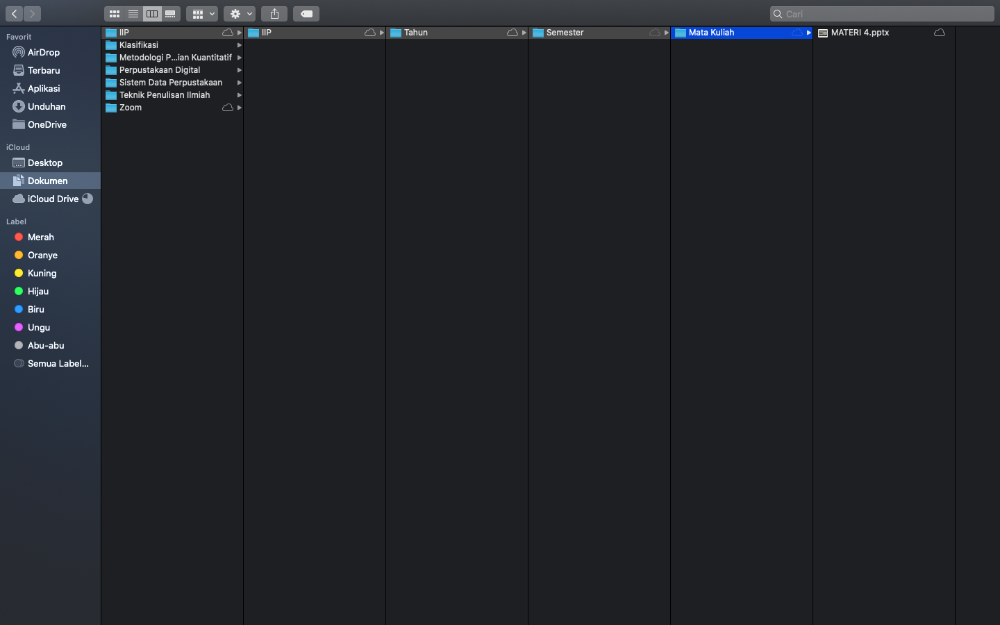 Cari
Favorit
AirDrop
Terbaru
Aplikasi
Unduhan
OneDrive
iCloud
Desktop
Dokumen
iCloud Drive
Label
Merah
Oranye
Kuning
Hijau
Biru
Ungu
Abu-abu
Semua Label...
IIP
Klasifikasi
Metodologi P...ian Kuantitatif
Perpustakaan Digital
Sistem Data Perpustakaan
Teknik Penulisan Ilmiah
Zoom
IIP
Tahun
Semester
Mata Kuliah
MATERI 4.pptx